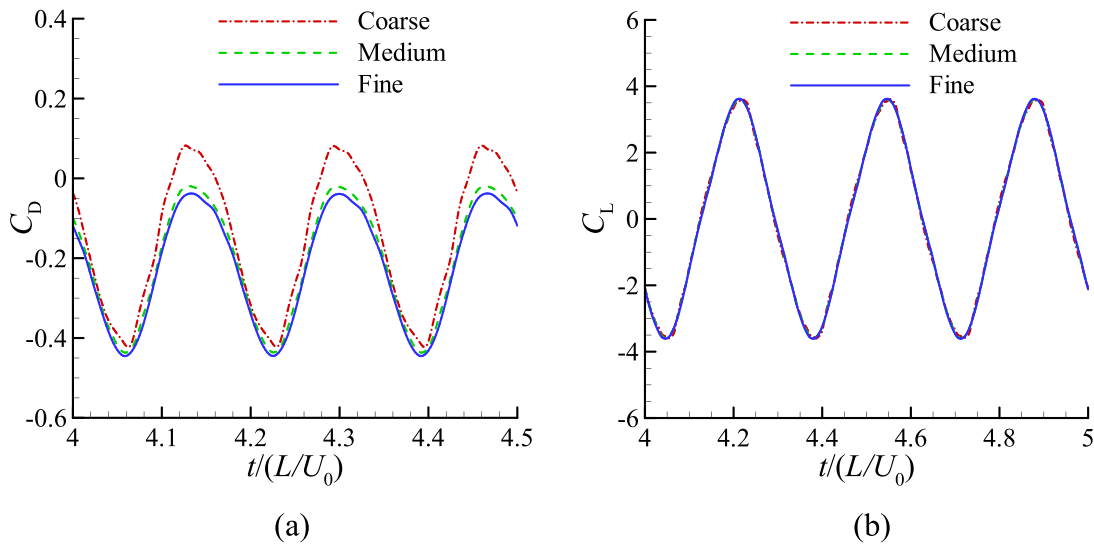 0.4
0.2
0
-0.2
-0.4
-0.6
C_D
Coarse
Medium
Fine
4
4.1
4.2
4.3
4.4
4.5
t/(L/U_0)
(a)
6
4
2
0
-2
-4
-6
C_L
Coarse
Medium
Fine
4
4.2
4.4
4.6
4.8
5
t/(L/U_0)
(b)